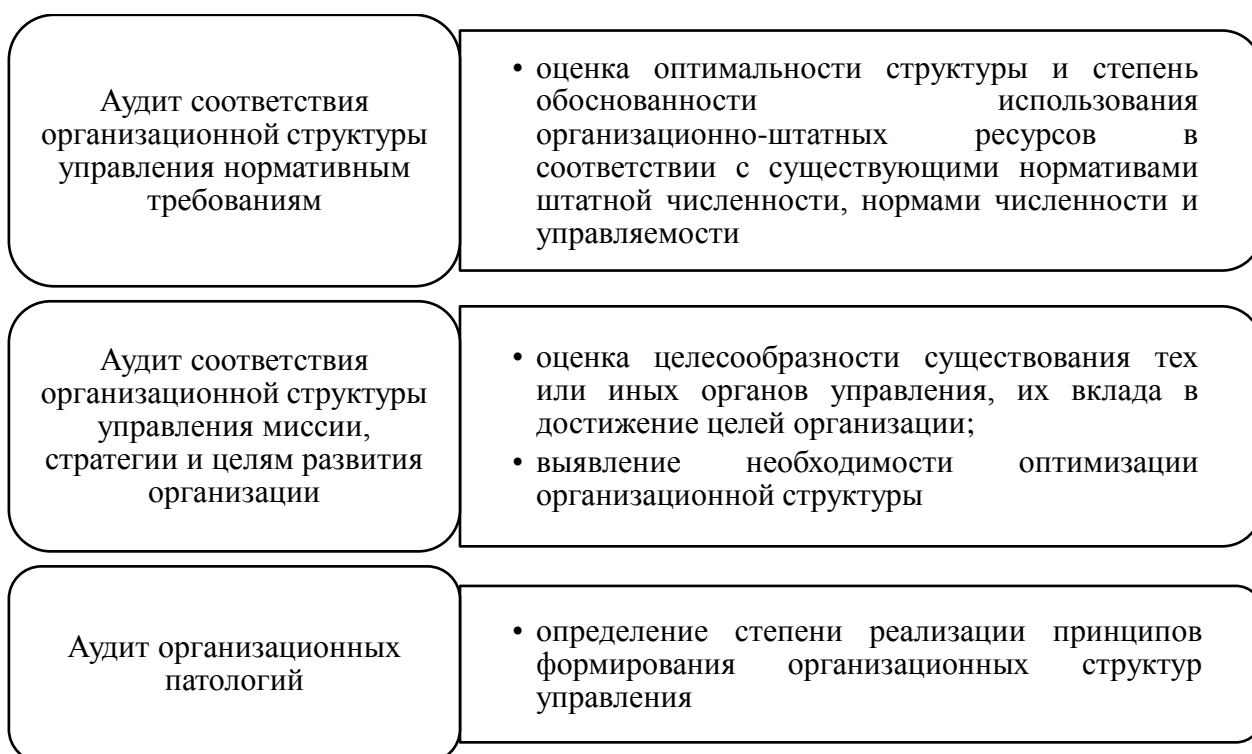 Аудит соответствия
организационной структуры
управления нормативным
требованиям
• оценка оптимальности структуры и степень
обоснованности использования
организационно-штатных ресурсов в
соответствии с существующими нормативами
штатной численности, нормами численности и
управляемости
Аудит соответствия
организационной структуры
управления миссии,
стратегии и целям развития
организации
• оценка целесообразности существования тех
или иных органов управления, их вклада в
достижение целей организации;
• выявление необходимости оптимизации
организационной структуры
Аудит организационных
патологий
• определение степени реализации принципов
формирования организационных структур
управления